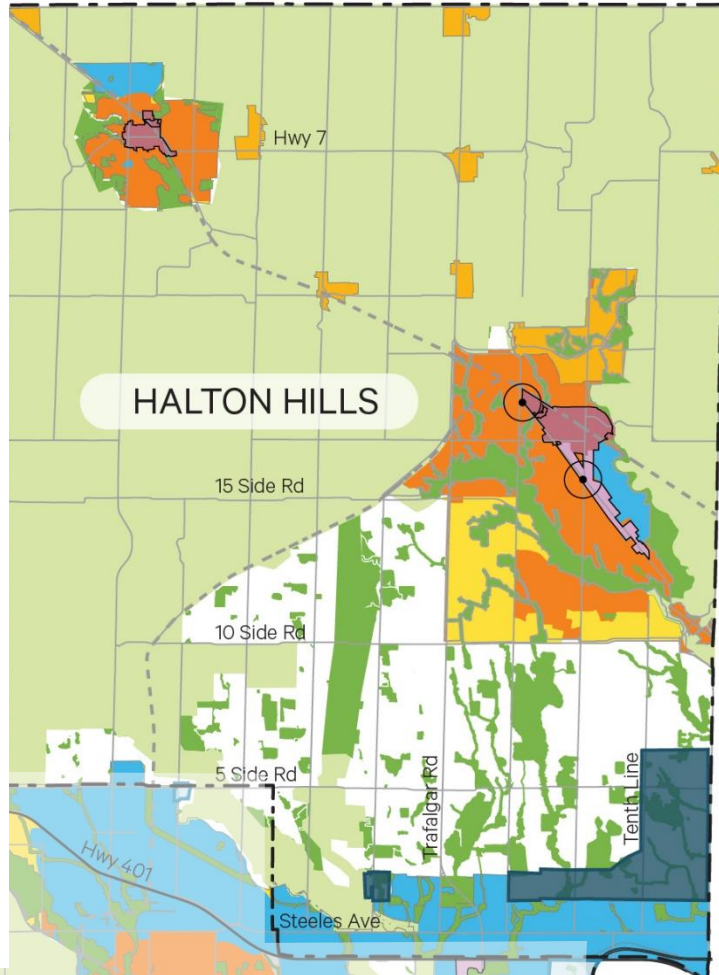 Hwy 7
HALTON HILLS
15 Side Rd
10 Side Rd
5 Side Rd
Trafalgar Rd
Tenth Line
Hwy 401
Steeles Ave